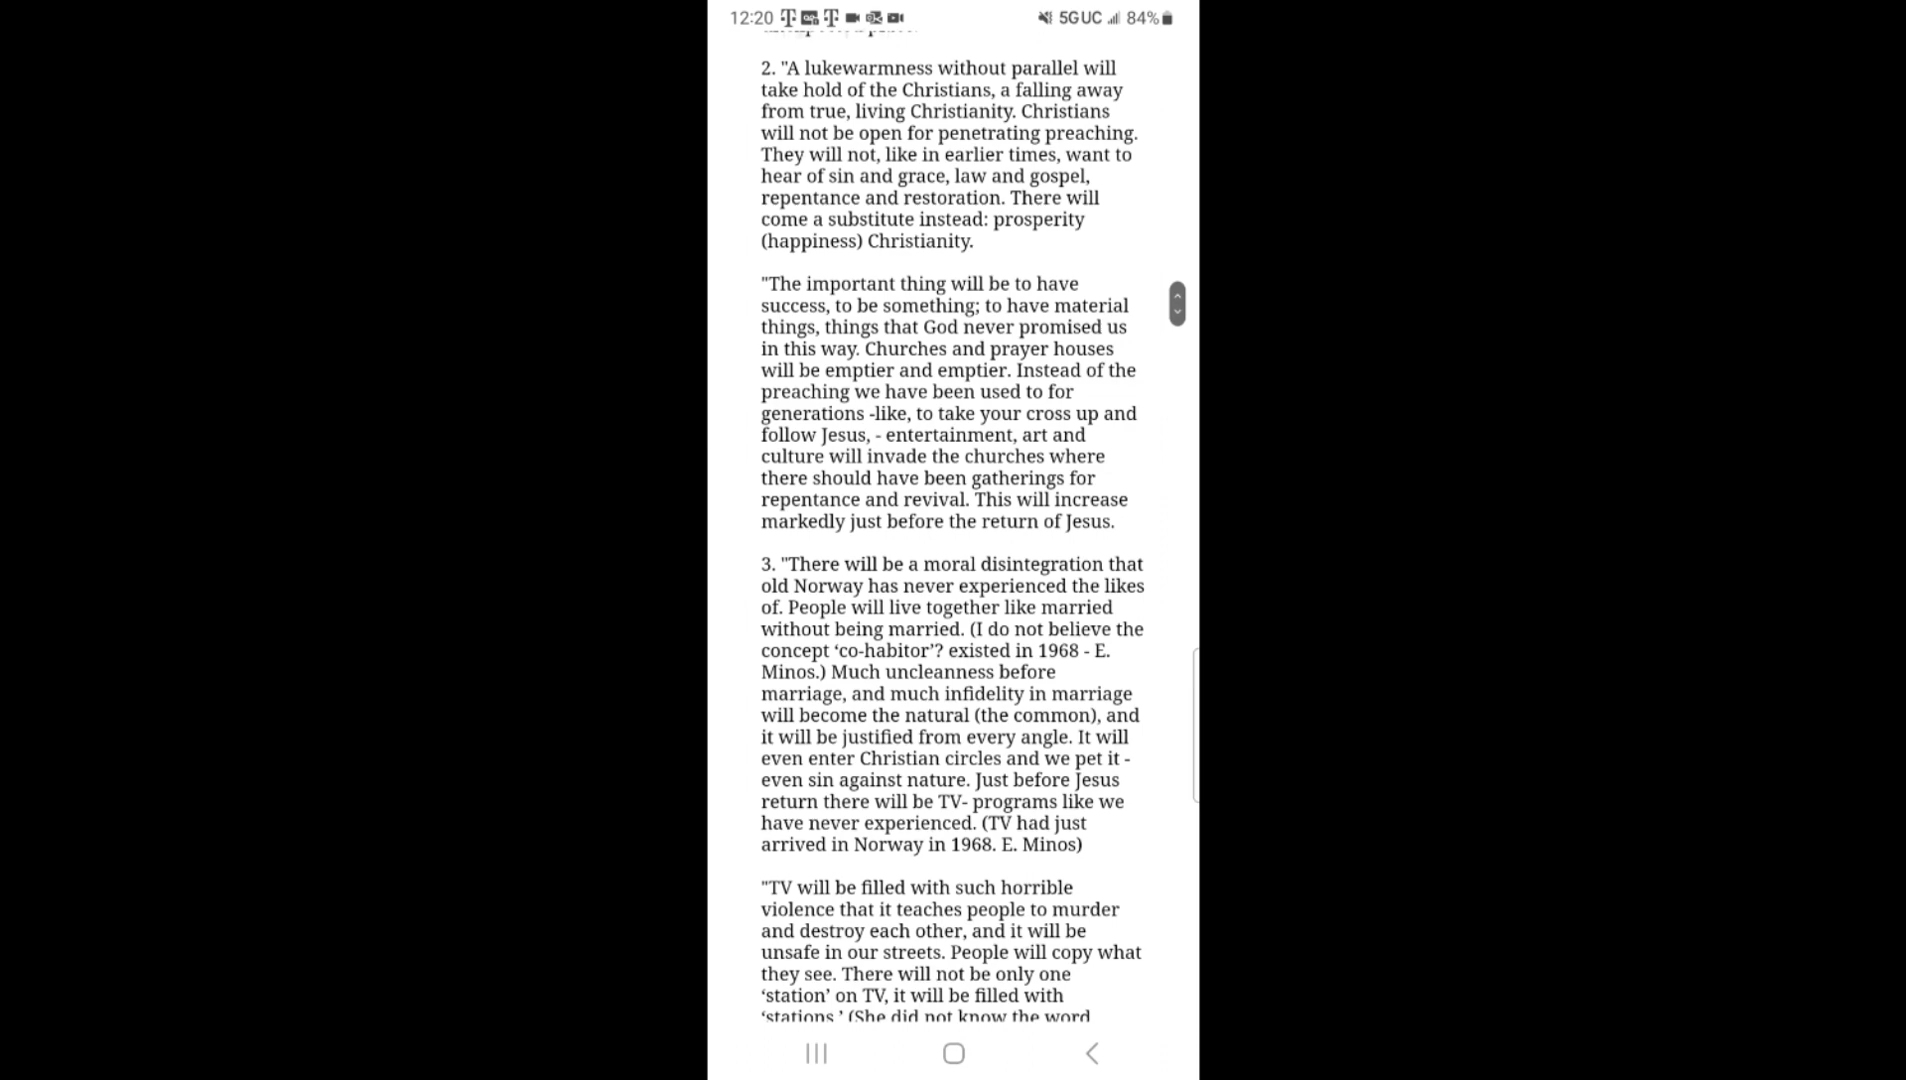 12:20
5G UC
84%
2. "A lukewarmness without parallel will
take hold of the Christians, a falling away
from true, living Christianity. Christians
will not be open for penetrating preaching.
They will not, like in earlier times, want to
hear of sin and grace, law and gospel,
repentance and restoration. There will
come a substitute instead: prosperity
(happiness) Christianity.
"The important thing will be to have
success, to be something; to have material
things, things that God never promised us
in this way. Churches and prayer houses
will be emptier and emptier. Instead of the
preaching we have been used to for
generations -like, to take your cross up and
follow Jesus, - entertainment, art and
culture will invade the churches where
there should have been gatherings for
repentance and revival. This will increase
markedly just before the return of Jesus.
3. "There will be a moral disintegration that
old Norway has never experienced the likes
of. People will live together like married
without being married. (I do not believe the
concept ‘co-habitor’? existed in 1968 - E.
Minos.) Much uncleanness before
marriage, and much infidelity in marriage
will become the natural (the common), and
it will be justified from every angle. It will
even enter Christian circles and we pet it -
even sin against nature. Just before Jesus
return there will be TV- programs like we
have never experienced. (TV had just
arrived in Norway in 1968. E. Minos)
"TV will be filled with such horrible
violence that it teaches people to murder
and destroy each other, and it will be
unsafe in our streets. People will copy what
they see. There will not be only one
‘station’ on TV, it will be filled with
‘stations.’ (She did not know the word